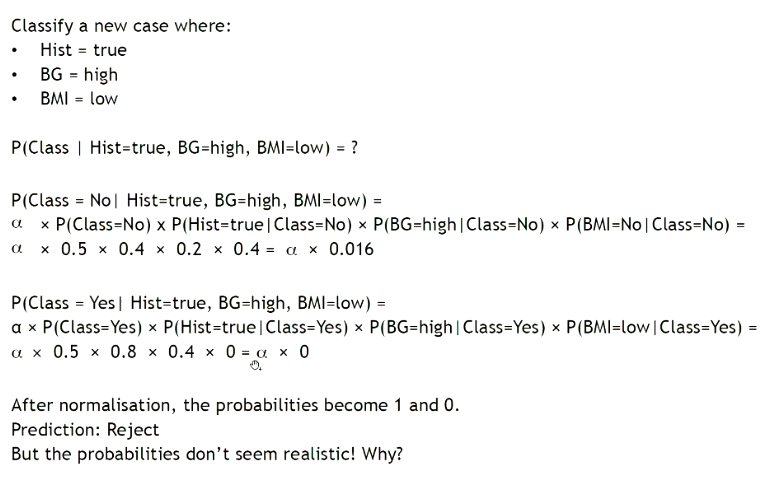 Classify a new case where:
• Hist = true
• BG = high
• BMI = low
P(Class | Hist=true, BG=high, BMI=low) = ?
P(Class = No| Hist=true, BG=high, BMI=low) =
α × P(Class=No) x P(Hist=true|Class=No) × P(BG=high|Class=No) × P(BMI=No|Class=No) =
α × 0.5 × 0.4 × 0.2 × 0.4 = α × 0.016
P(Class = Yes| Hist=true, BG=high, BMI=low) =
α × P(Class=Yes) × P(Hist=true|Class=Yes) × P(BG=high|Class=Yes) × P(BMI=low|Class=Yes) =
α × 0.5 × 0.8 × 0.4 × 0 = α × 0
After normalisation, the probabilities become 1 and 0.
Prediction: Reject
But the probabilities don't seem realistic! Why?